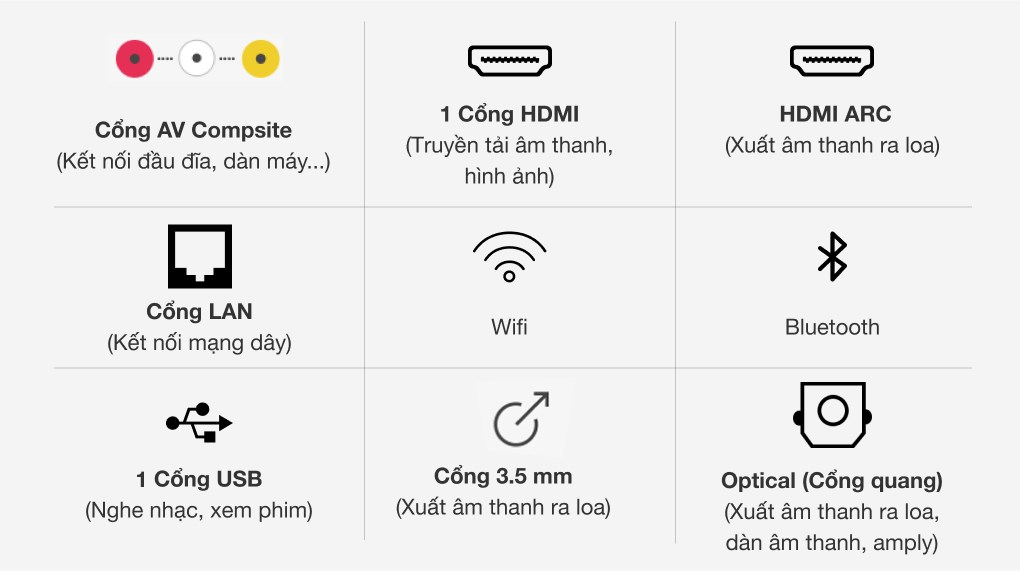 Cổng AV Compsite
(Kết nối đầu đĩa, dàn máy...)
1 Cổng HDMI
(Truyền tải âm thanh,
hình ảnh)
HDMI ARC
(Xuất âm thanh ra loa)
Cổng LAN
(Kết nối mạng dây)
Wifi
Bluetooth
1 Cổng USB
(Nghe nhạc, xem phim)
Cổng 3.5 mm
(Xuất âm thanh ra loa)
Optical (Cổng quang)
(Xuất âm thanh ra loa,
dàn âm thanh, amply)